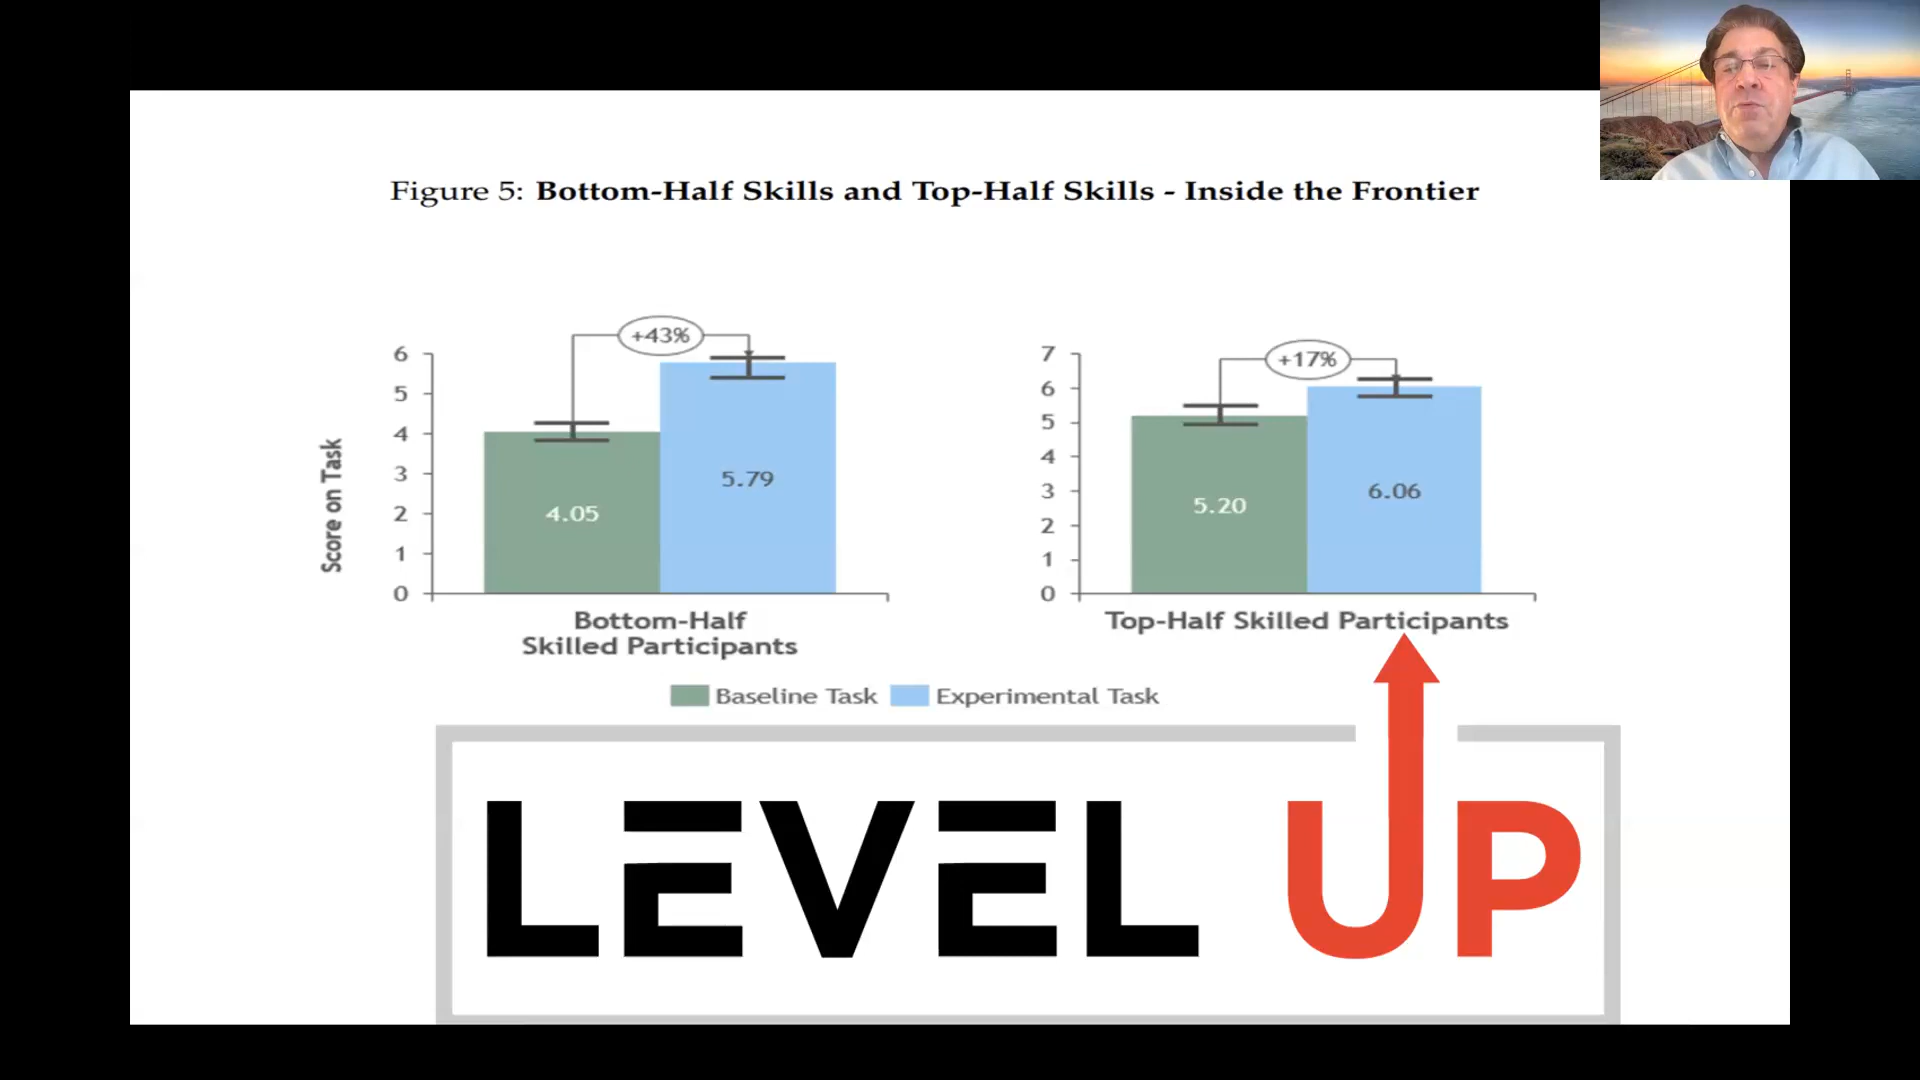 Figure 5: Bottom-Half Skills and Top-Half Skills - Inside the Frontier
Score on Task
6
5
4
3
2
1
0
+43%
4.05
5.79
Bottom-Half
Skilled Participants
7
6
5
4
3
2
1
0
+17%
5.20
6.06
Top-Half Skilled Participants
Baseline Task
Experimental Task
LEVEL UP